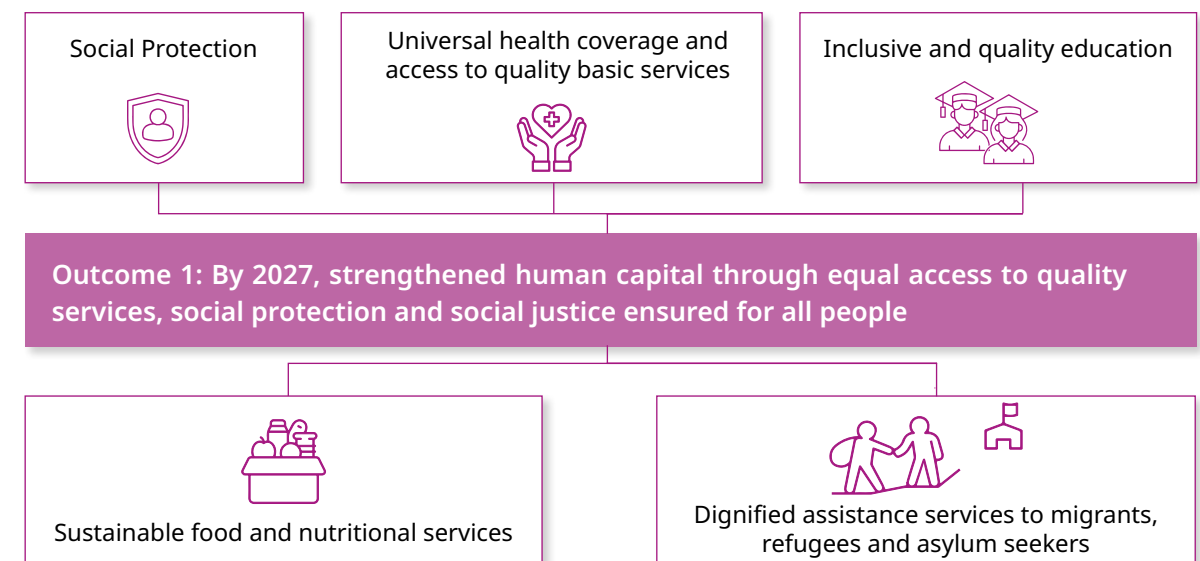 Social Protection
Universal health coverage and
access to quality basic services
Inclusive and quality education
Outcome 1: By 2027, strengthened human capital through equal access to quality
services, social protection and social justice ensured for all people
Sustainable food and nutritional services
Dignified assistance services to migrants,
refugees and asylum seekers